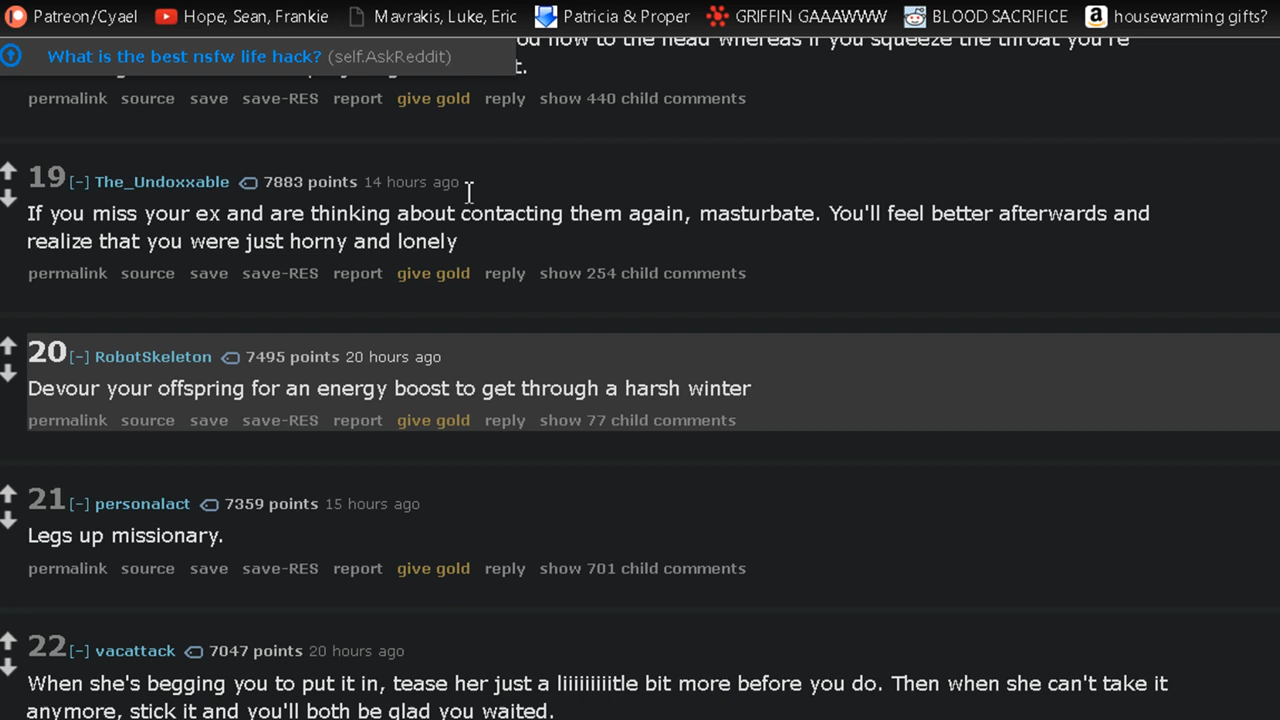 Patreon/Cyael Hope, Sean, Frankie Mavrakis, Luke, Eric Patricia & Proper GRIFFIN GAAAWWW BLOOD SACRIFICE housewarming gifts?
What is the best nsfw life hack? (self.AskReddit) to the head whereas if you squeeze the throat you're
permalink source save save-RES report give gold reply show 440 child comments
19 [-] The_Undoxxable 7883 points 14 hours ago
If you miss your ex and are thinking about contacting them again, masturbate. You'll feel better afterwards and
realize that you were just horny and lonely
permalink source save save-RES report give gold reply show 254 child comments
20 [-] RobotSkeleton 7495 points 20 hours ago
Devour your offspring for an energy boost to get through a harsh winter
permalink source save save-RES report give gold reply show 77 child comments
21 [-] personalact 7359 points 15 hours ago
Legs up missionary.
permalink source save save-RES report give gold reply show 701 child comments
22 [-] vacattack 7047 points 20 hours ago
When she's begging you to put it in, tease her just a liiiiiiiiitle bit more before you do. Then when she can't take it
anymore, stick it and you'll both be glad you waited.